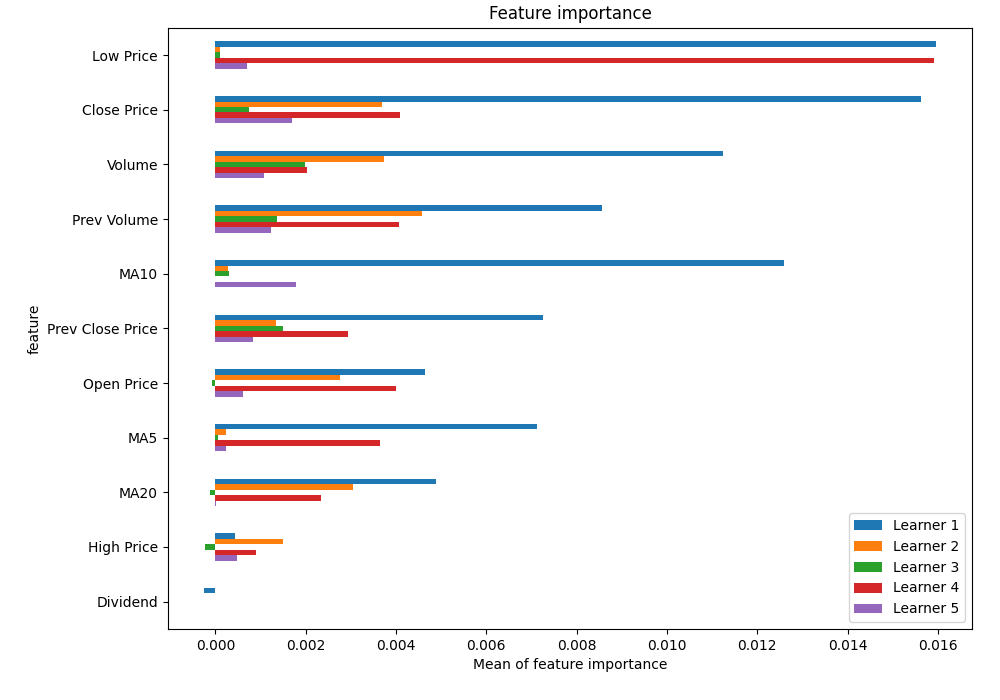 Feature importance
Low Price
Close Price
Volume
Prev Volume
MA10
Prev Close Price
Open Price
MA5
MA20
High Price
Dividend
feature
Learner 1
Learner 2
Learner 3
Learner 4
Learner 5
0.000 0.002 0.004 0.006 0.008 0.010 0.012 0.014 0.016
Mean of feature importance